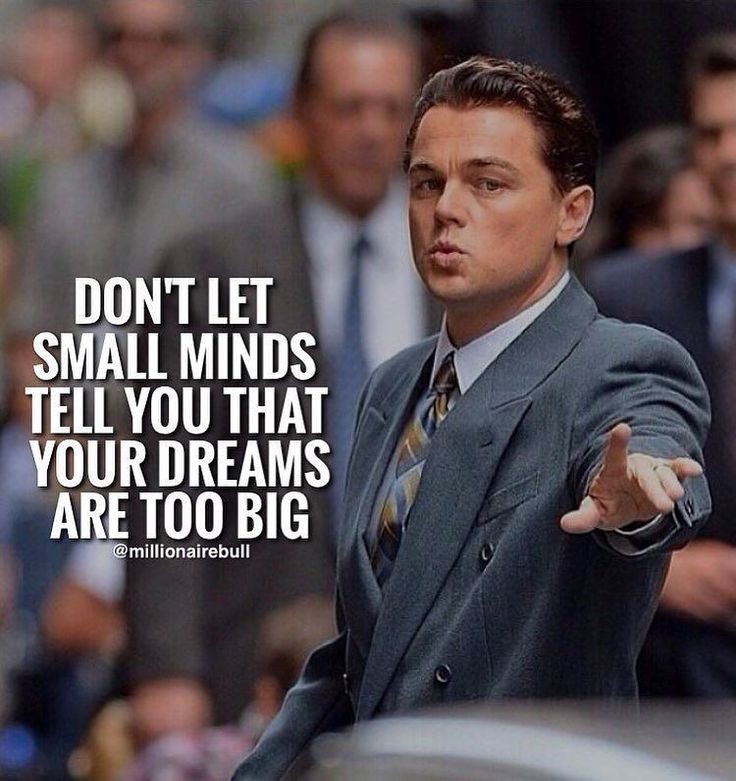 DON'T LET
SMALL MINDS
TELL YOU THAT
YOUR DREAMS
ARE TOO BIG
@millionairebull